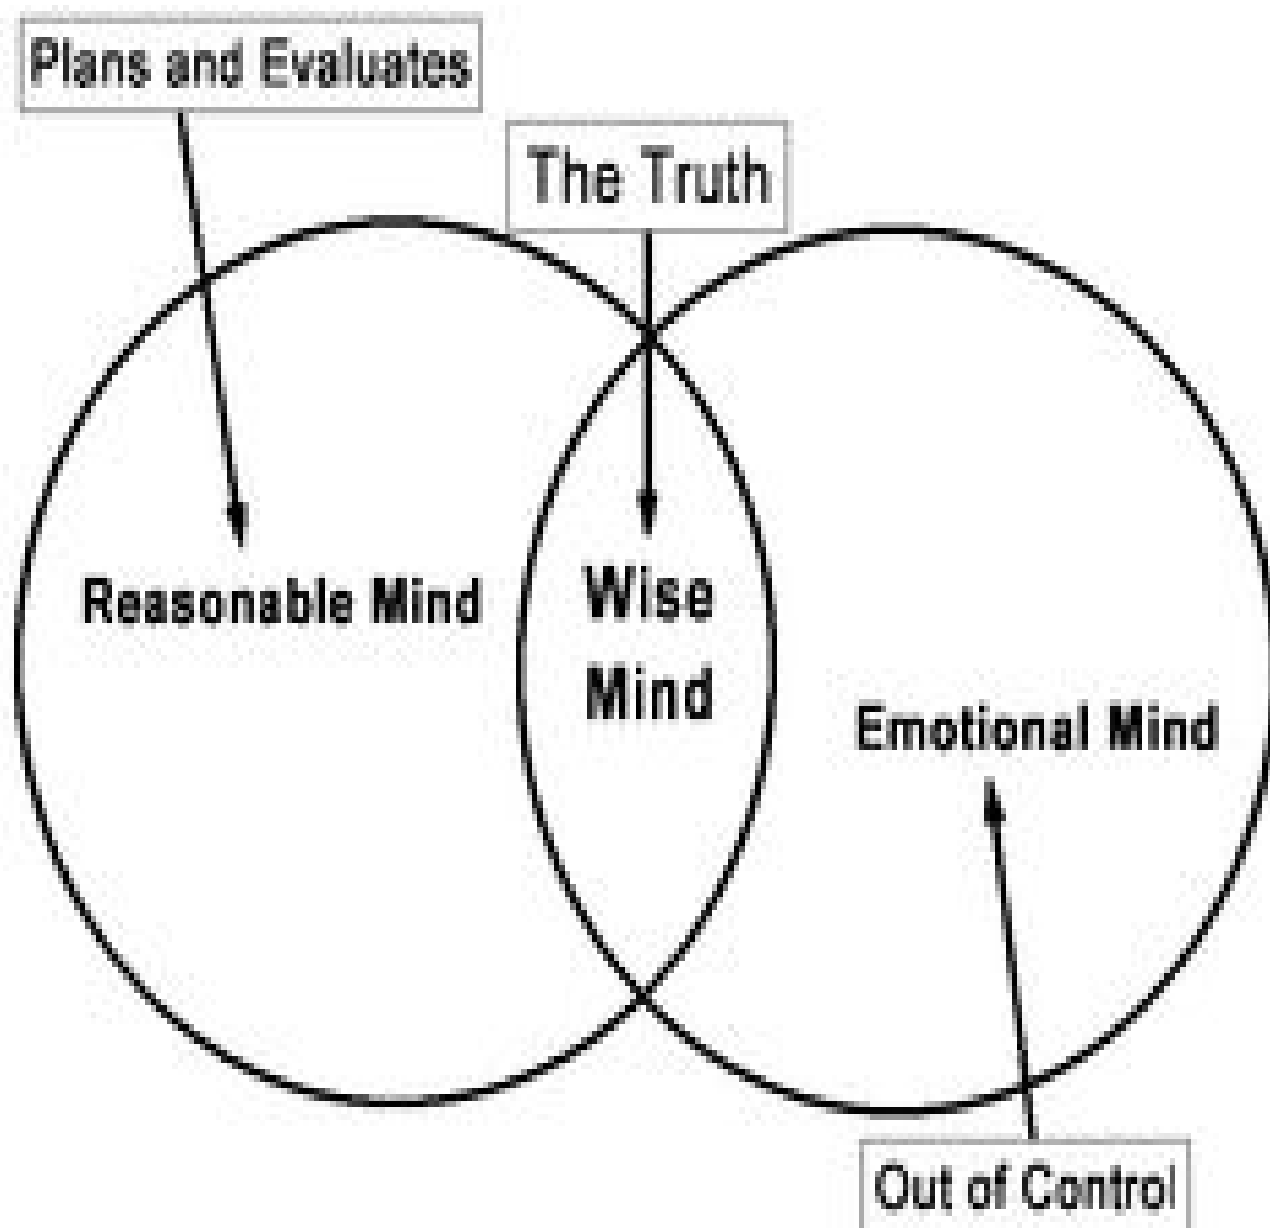 Plans and Evaluates
The Truth
Reasonable Mind
Wise
Mind
Emotional Mind
Out of Control